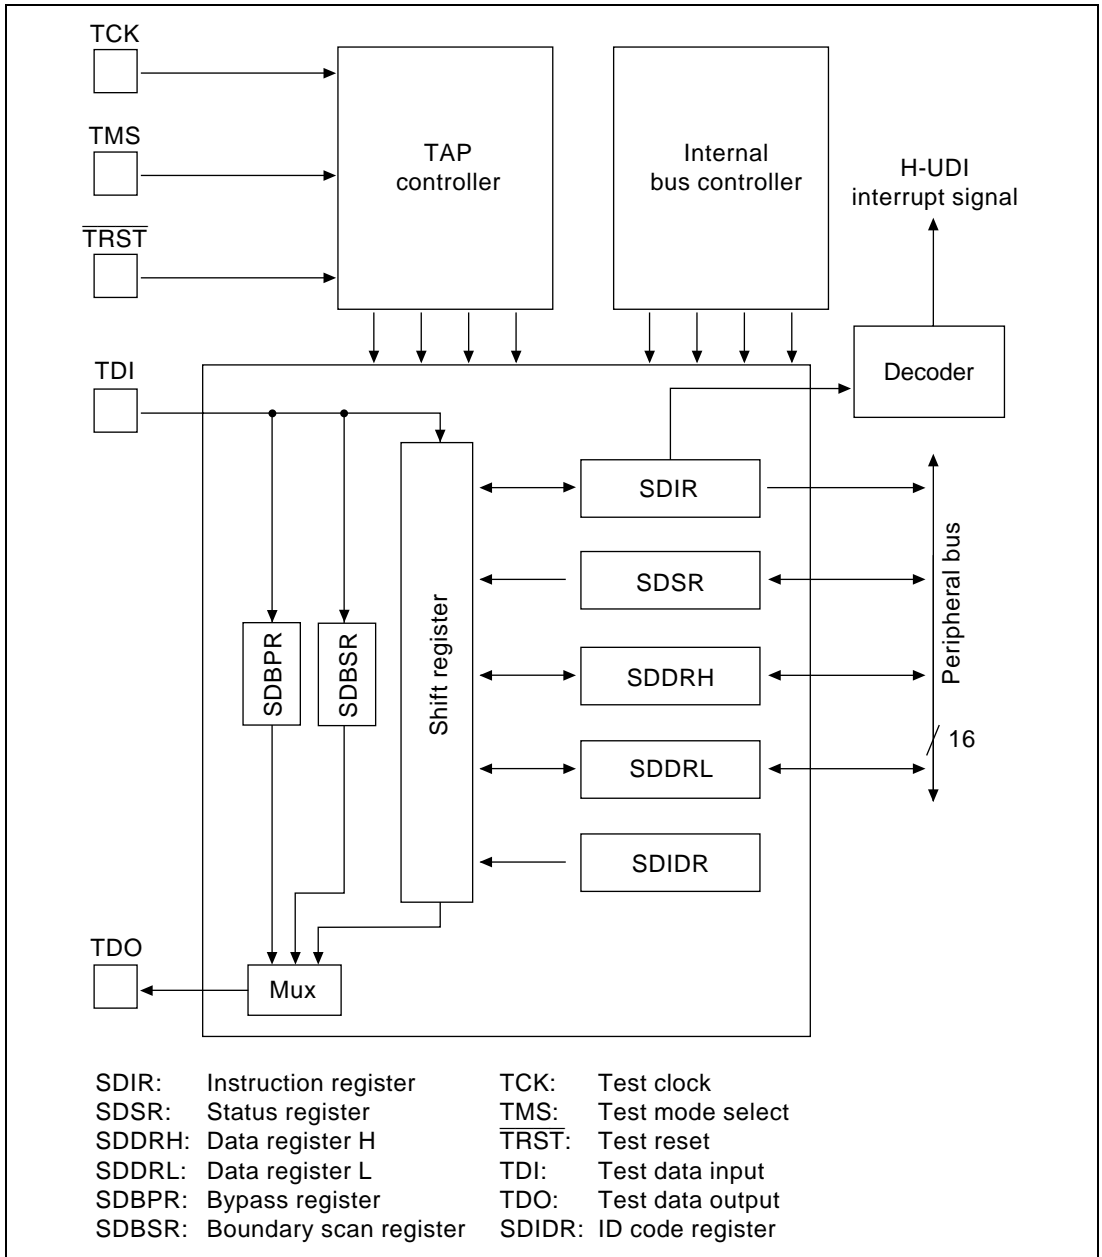 TCK
TMS
TRST
TDI
TDO
TAP
controller
Internal
bus controller
H-UDI
interrupt signal
Decoder
SDIR
SDSR
SDDRH
SDDRL
SDIDR
Shift register
SDBPR
SDBSR
Peripheral bus
16
Mux
SDIR: Instruction register
SDSR: Status register
SDDRH: Data register H
SDDRL: Data register L
SDBPR: Bypass register
SDBSR: Boundary scan register
TCK: Test clock
TMS: Test mode select
TRST: Test reset
TDI: Test data input
TDO: Test data output
SDIDR: ID code register